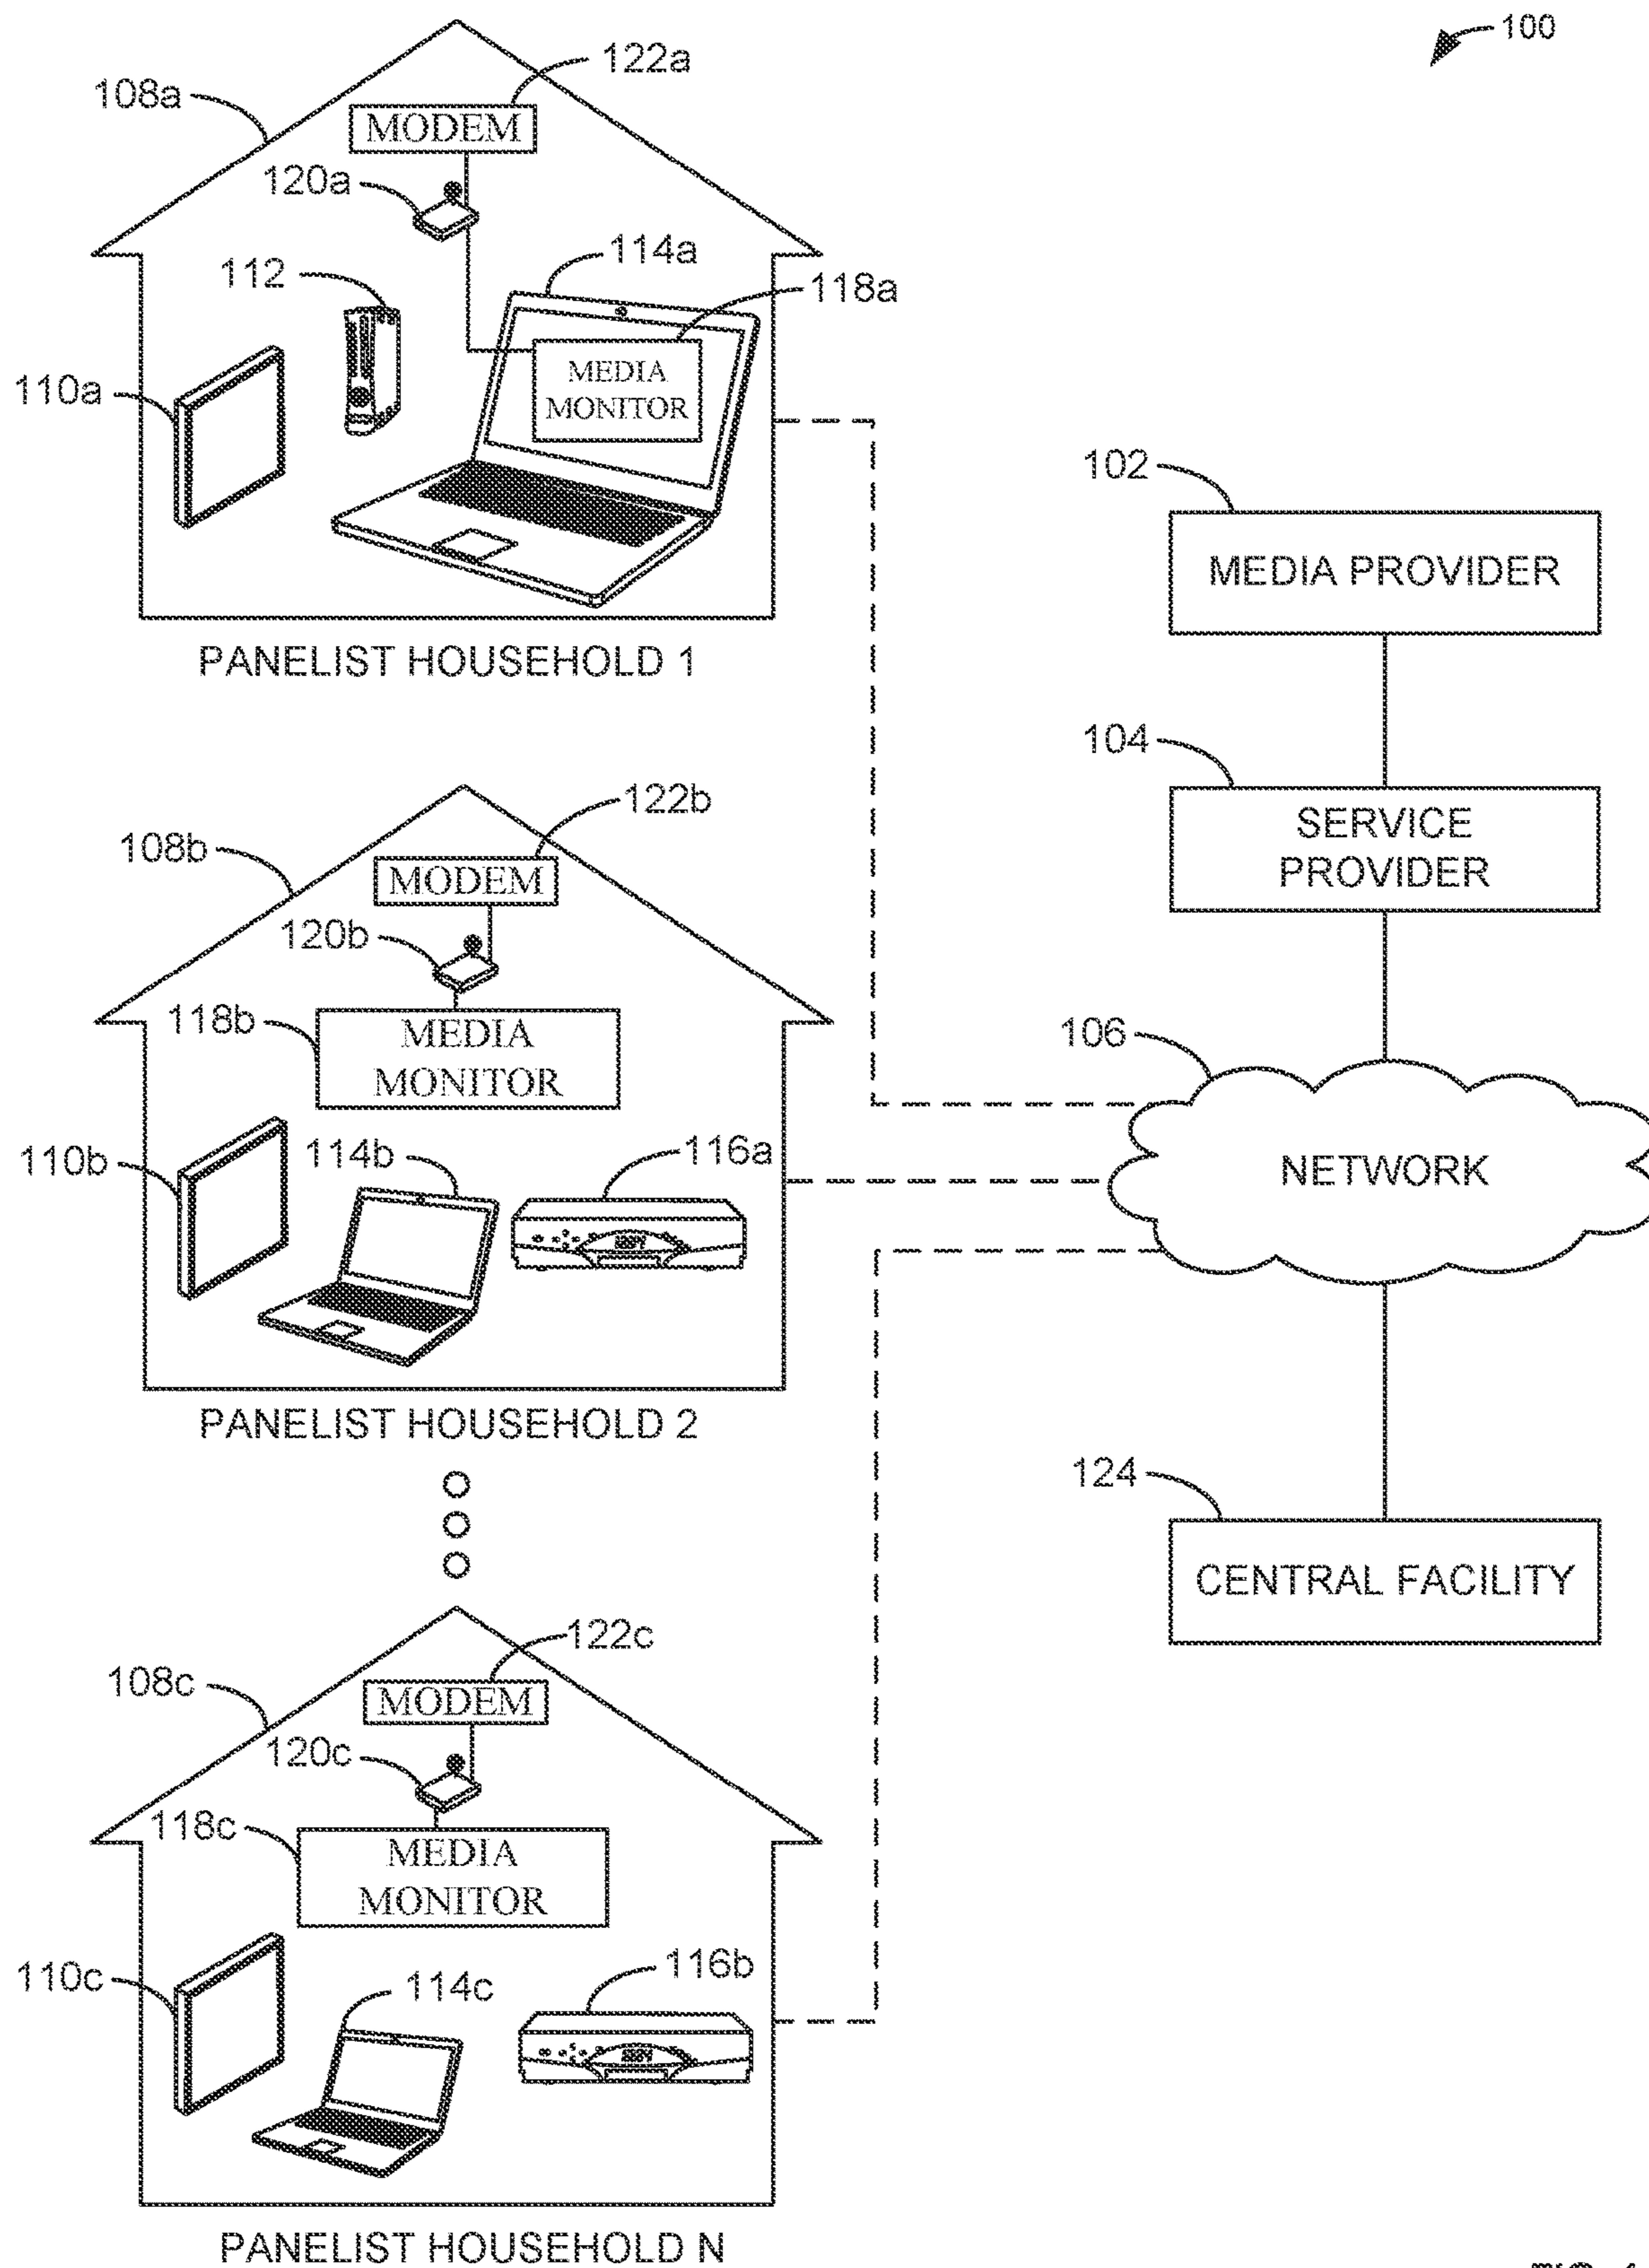 100
122a
108a
MODEM
120a
114a
112
118a
MEDIA
MONITOR
110a
PANELIST HOUSEHOLD 1
102
MEDIA PROVIDER
104
SERVICE
PROVIDER
122b
108b
MODEM
120b
118b
MEDIA
MONITOR
110b
114b
116a
PANELIST HOUSEHOLD 2
106
NETWORK
124
CENTRAL FACILITY
122c
108c
MODEM
120c
118c
MEDIA
MONITOR
110c
114c
116b
PANELIST HOUSEHOLD N